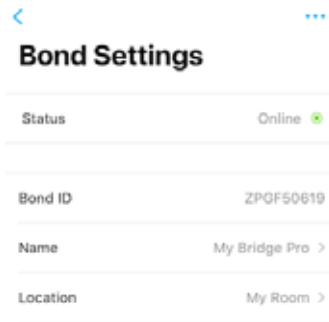 Bond Settings
Status Online
Bond ID ZPGF50619
Name My Bridge Pro >
Location My Room >